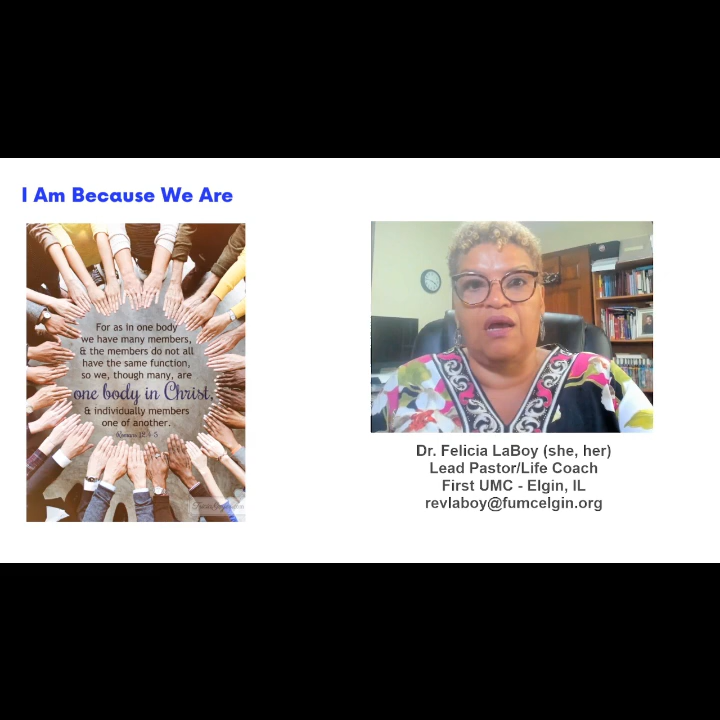 I Am Because We Are
For as in one body
we have many members,
& the members do not all
have the same function,
so we, though many, are
one body in Christ,
& individually members
one of another.
Romans 12
Dr. Felicia LaBoy (she, her)
Lead Pastor/Life Coach
First UMC - Elgin, IL
revlaboy@fumcelgin.org